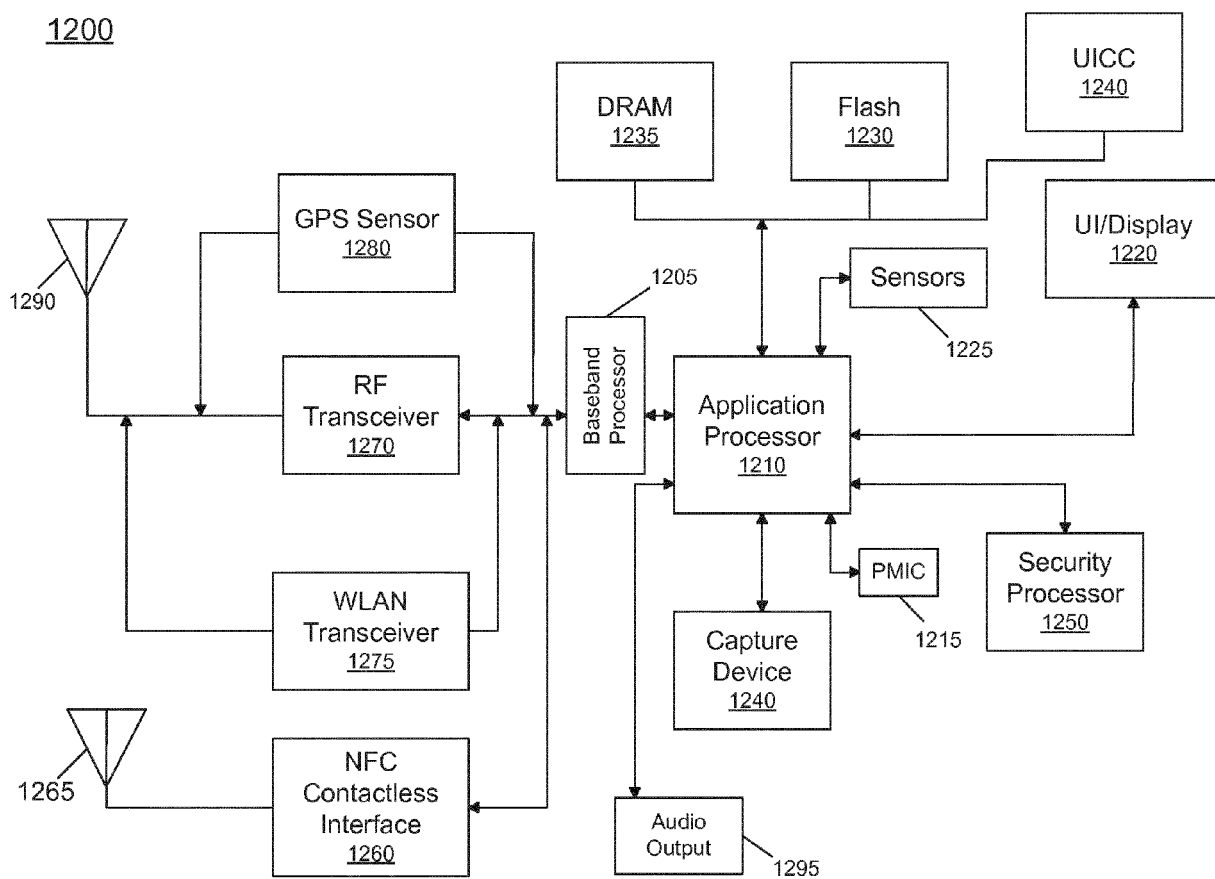 1200
UICC
1240
DRAM
1235
Flash
1230
GPS Sensor
1280
UI/Display
1220
1290
1205
Sensors
1225
RF
Transceiver
1270
Baseband
Processor
Application
Processor
1210
WLAN
Transceiver
1275
PMIC
1215
Security
Processor
1250
Capture
Device
1240
1265
NFC
Contactless
Interface
1260
Audio
Output
1295